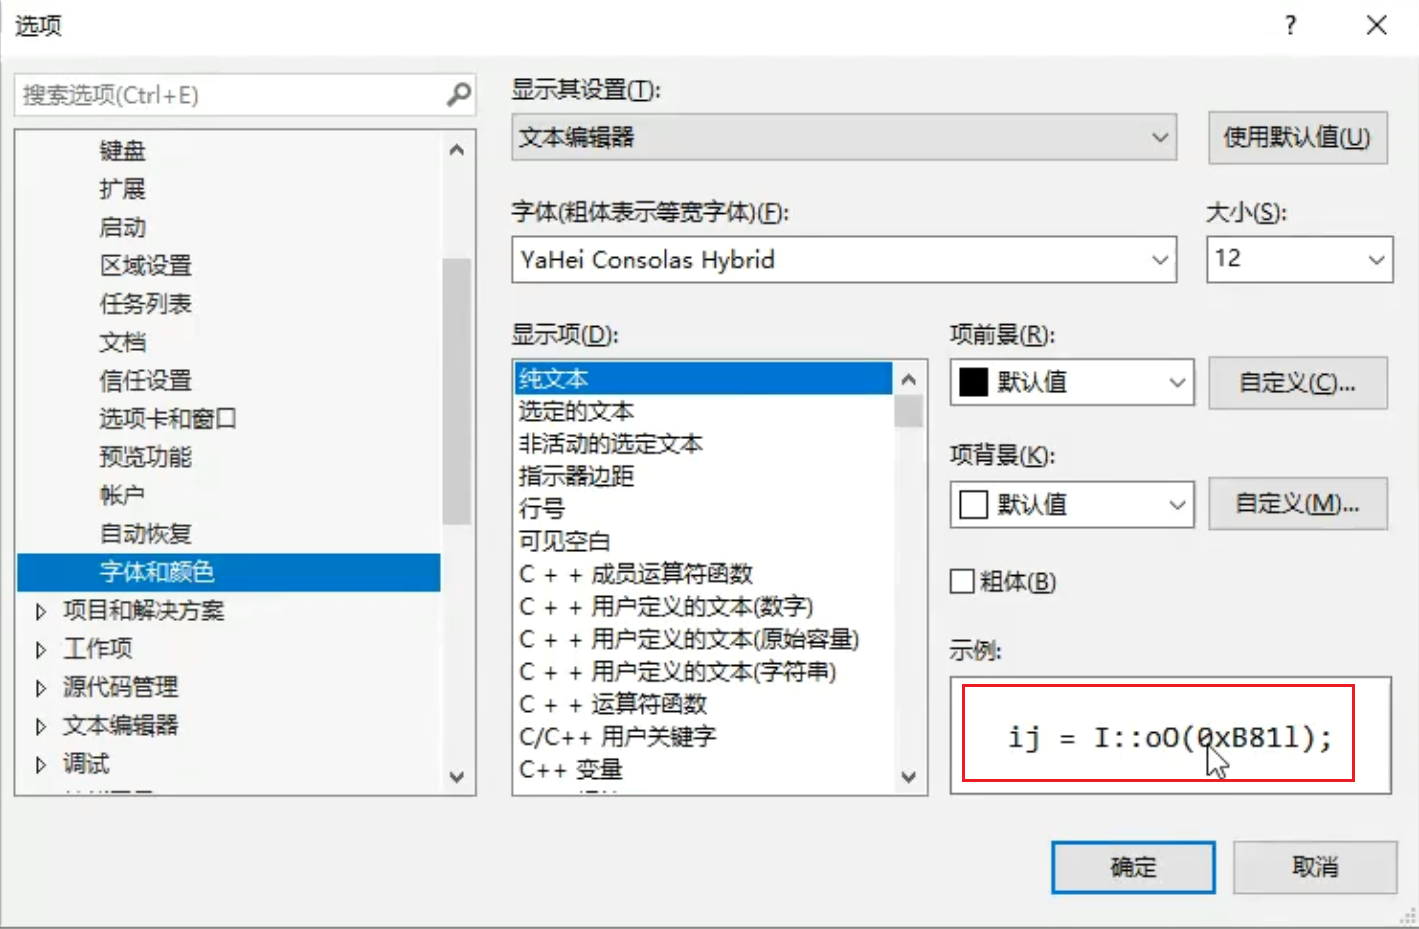 选项
?
搜索选项(Ctrl+E)
键盘
扩展
启动
区域设置
任务列表
文档
信任设置
选项卡和窗口
预览功能
帐户
自动恢复
字体和颜色
项目和解决方案
工作项
源代码管理
文本编辑器
调试
显示其设置(T):
文本编辑器
使用默认值(U)
字体(粗体表示等宽字体)(F):
大小(S):
YaHei Consolas Hybrid
12
显示项(D):
纯文本
选定的文本
非活动的选定文本
指示器边距
行号
可见空白
C + + 成员运算符函数
C + + 用户定义的文本(数字)
C + + 用户定义的文本(原始容量)
C + + 用户定义的文本(字符串)
C + + 运算符函数
C/C++ 用户关键字
C++ 变量
项前景(R):
默认值
自定义(C)...
项背景(K):
默认值
自定义(M)...
粗体(B)
示例:
ij = I::oO(0xB81l);
确定
取消